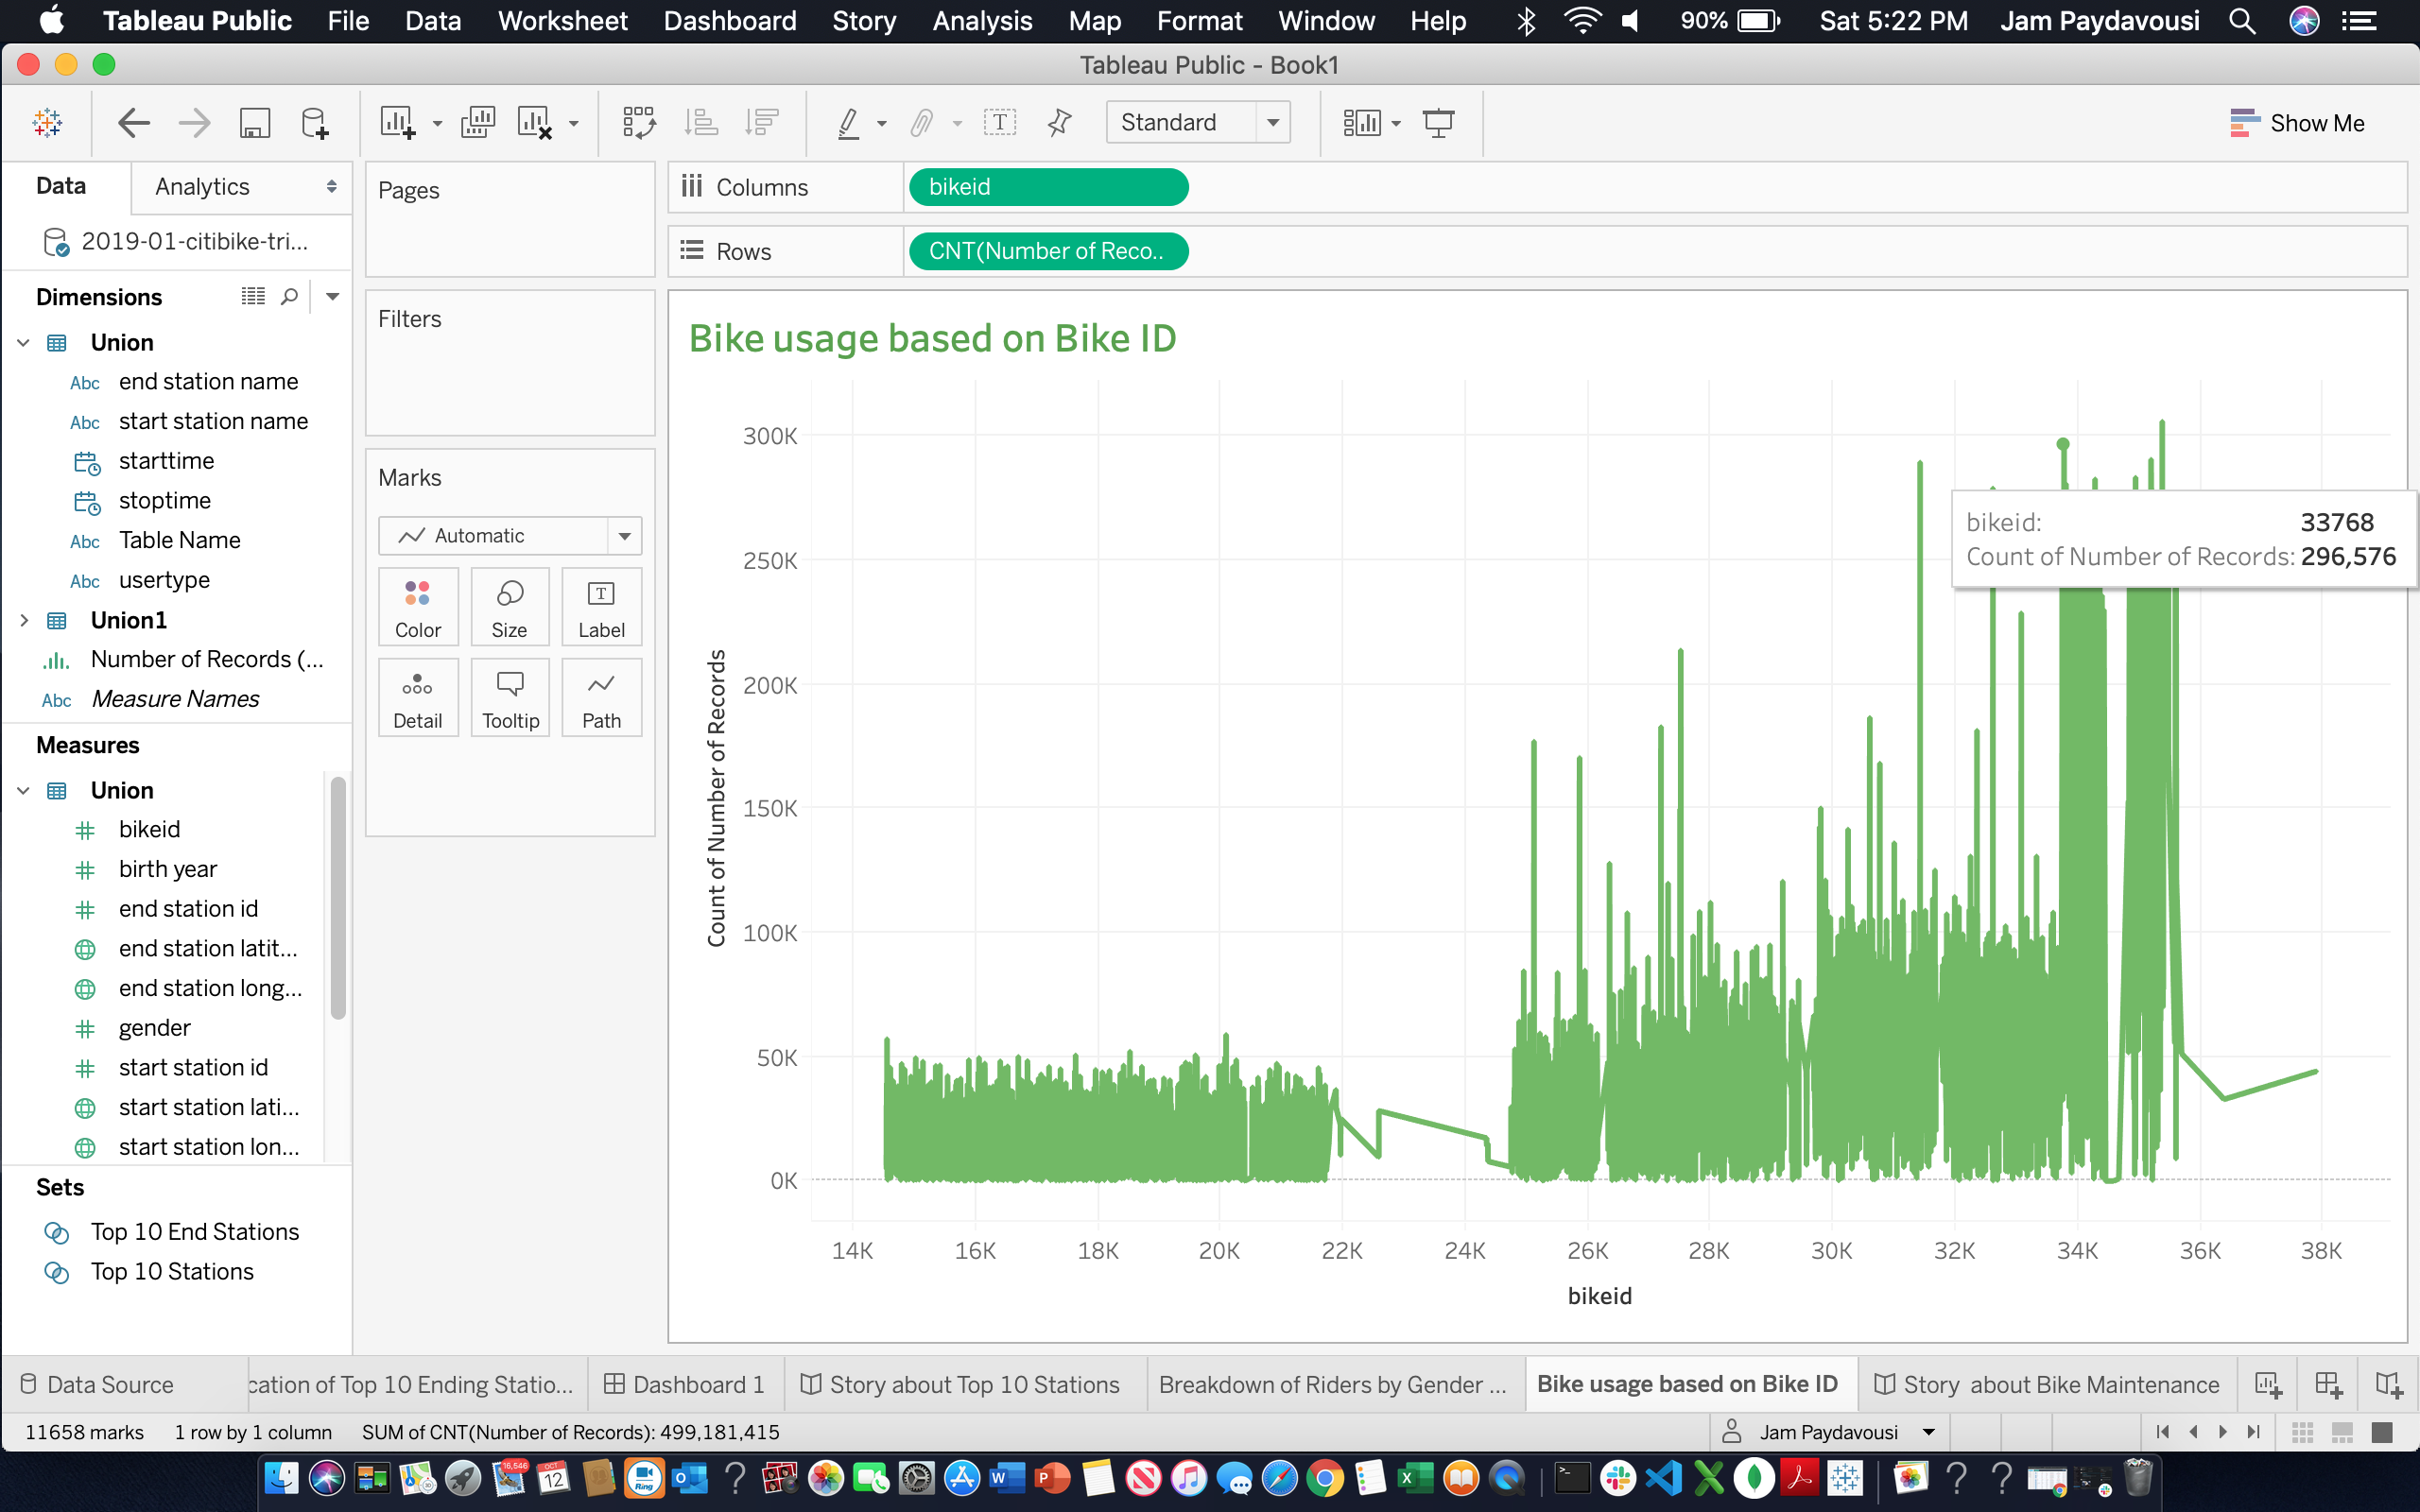 Tableau Public File Data Worksheet Dashboard Story Analysis Map Format Window Help 90% Sat 5:22 PM Jam Paydavousi
Tableau Public - Book1
Standard
Show Me
Data Analytics
2019-01-citibike-tri...
Dimensions
Union
Abc end station name
Abc start station name
starttime
stoptime
Abc Table Name
Abc usertype
Union1
Number of Records (...
Abc Measure Names
Measures
Union
bikeid
birth year
end station id
end station latit...
end station long...
gender
start station id
start station lati...
start station lon...
Sets
Top 10 End Stations
Top 10 Stations
Pages
Filters
Marks
Automatic
Color Size T Label
Detail Tooltip Path
Columns bikeid
Rows CNT(Number of Reco..
Bike usage based on Bike ID
300K
250K
200K
150K
100K
50K
0K
Count of Number of Records
bikeid: 33768
Count of Number of Records: 296,576
14K 16K 18K 20K 22K 24K 26K 28K 30K 32K 34K 36K 38K
bikeid
Data Source cation of Top 10 Ending Statio... Dashboard 1 Story about Top 10 Stations Breakdown of Riders by Gender ... Bike usage based on Bike ID Story about Bike Maintenance
11658 marks 1 row by 1 column SUM of CNT(Number of Records): 499,181,415 Jam Paydavousi
16,546 OCT 12 Ring